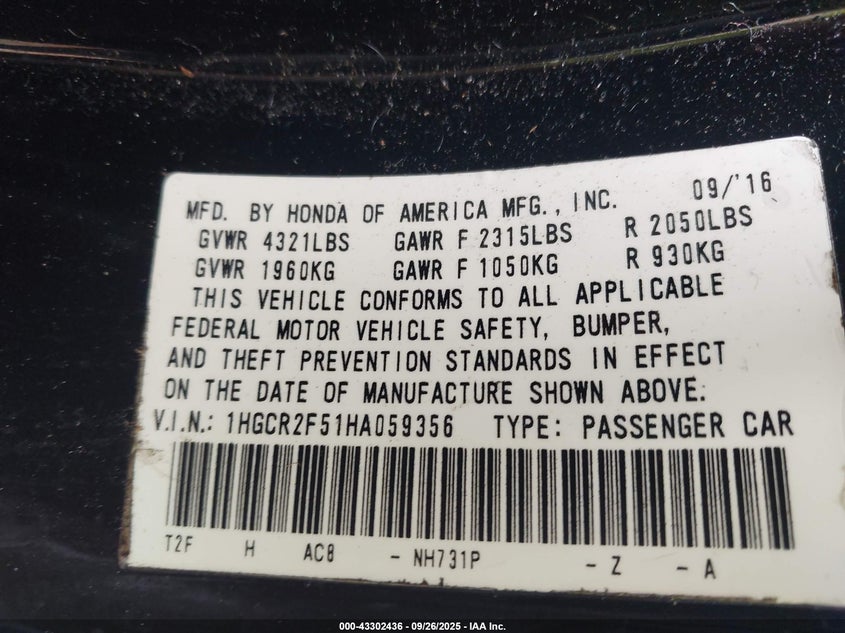 MFD. BY HONDA OF AMERICA MFG., INC. 09/'16
GVWR 4321LBS GAWR F 2315LBS R 2050LBS
GVWR 1960KG GAWR F 1050KG R 930KG
THIS VEHICLE CONFORMS TO ALL APPLICABLE
FEDERAL MOTOR VEHICLE SAFETY, BUMPER,
AND THEFT PREVENTION STANDARDS IN EFFECT
ON THE DATE OF MANUFACTURE SHOWN ABOVE.
V.I.N.: 1HGCR2F51HA059356 TYPE: PASSENGER CAR
T2F H AC8 - NH731P - Z - A
000-43302436 - 09/26/2025 - IAA Inc.